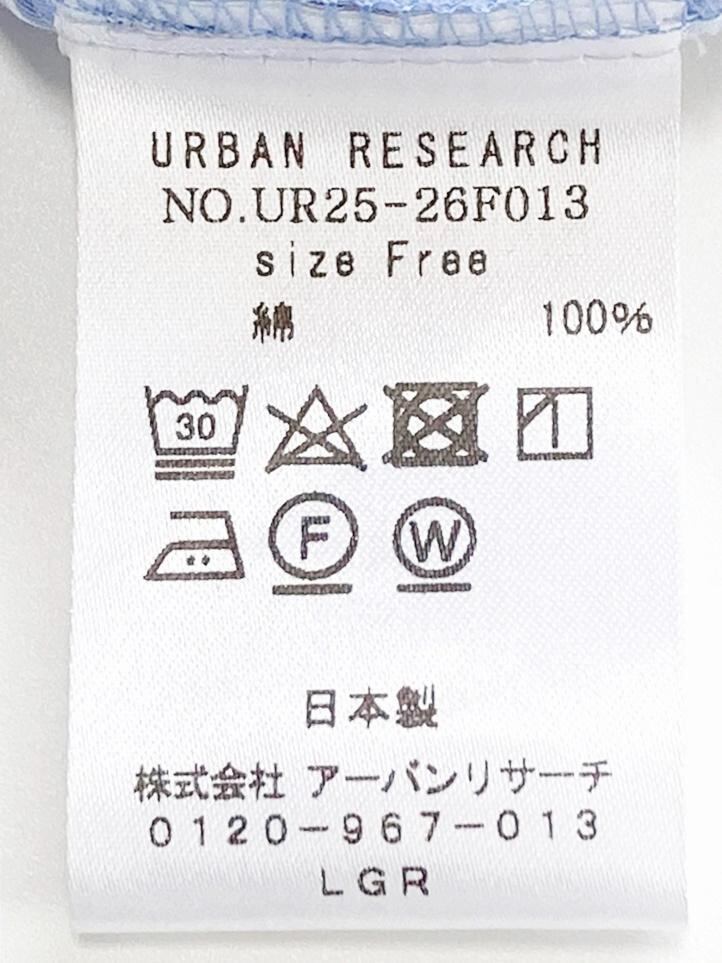 URBAN RESEARCH
NO.UR25-26F013
size Free
綿 100%
30
F W
日本製
株式会社 アーバンリサーチ
0120-967-013
LGR